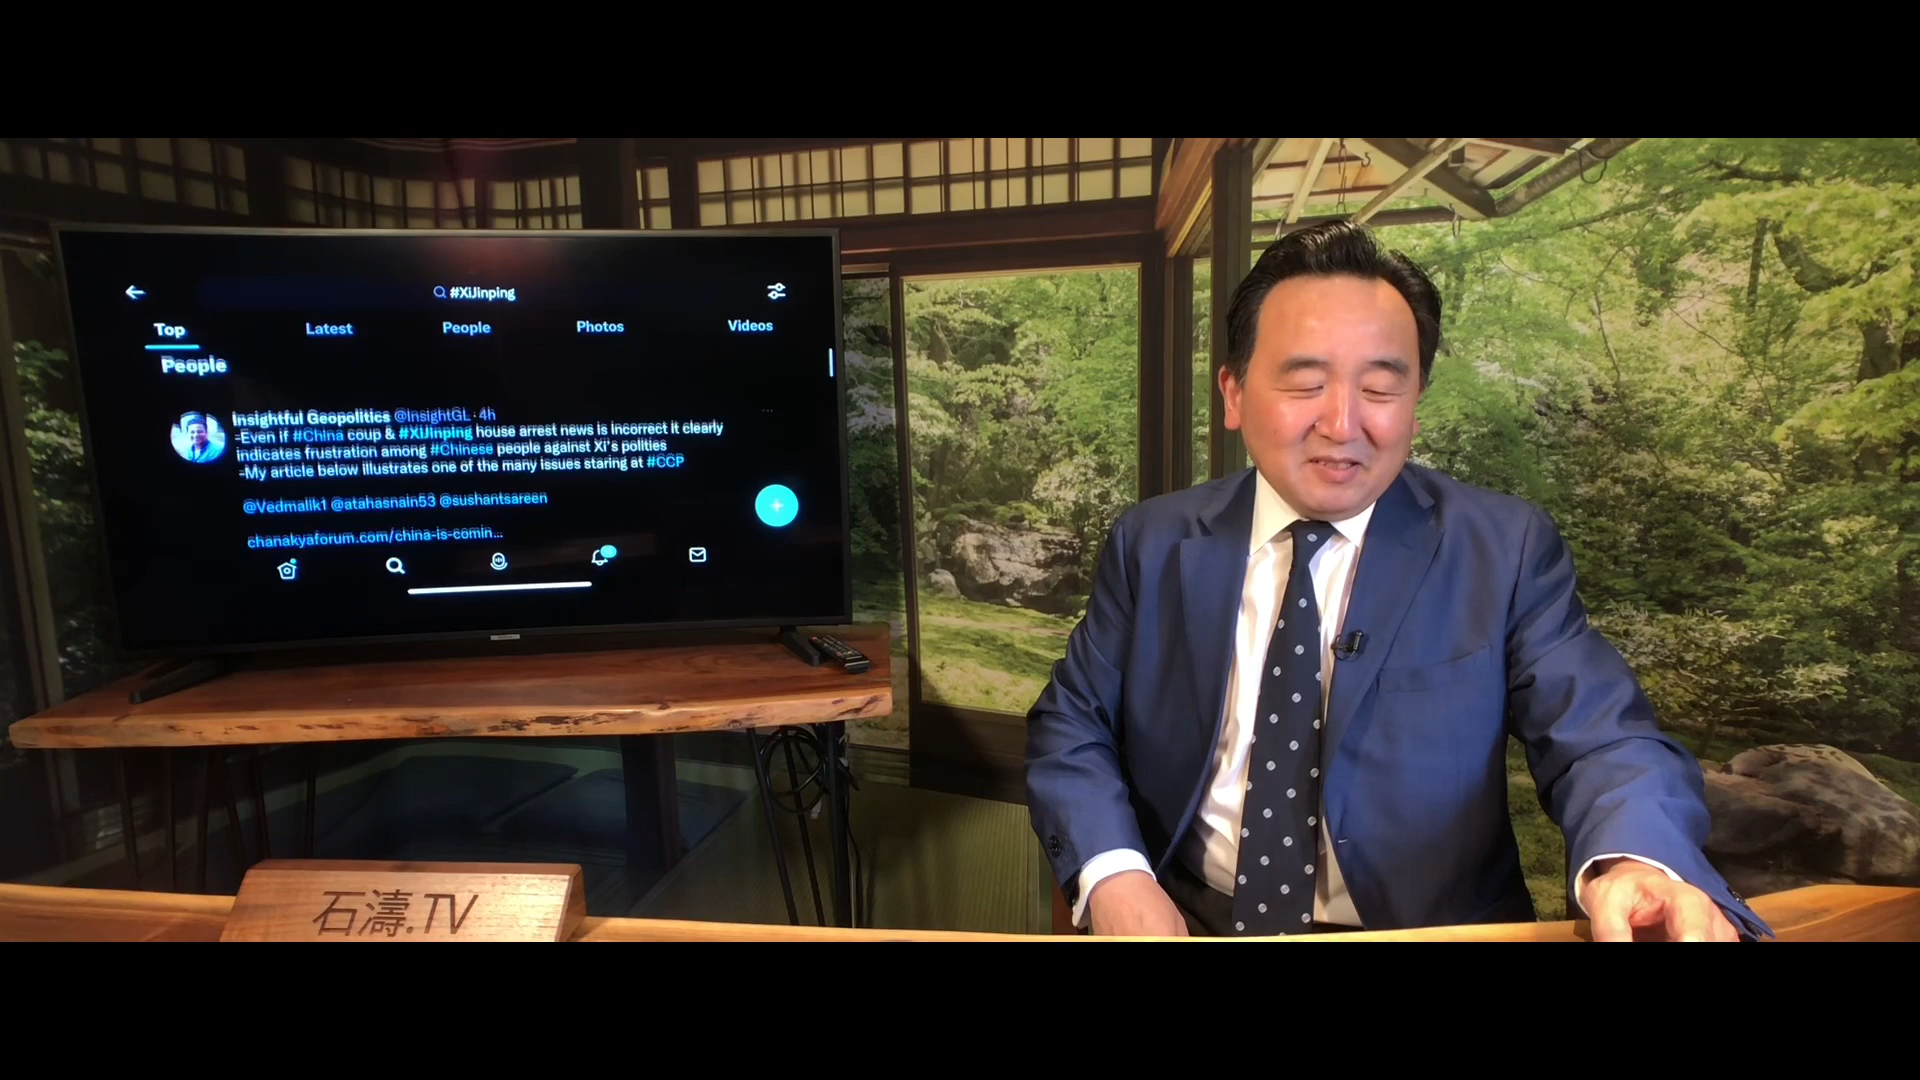 #XiJinping
Top Latest People Photos Videos
People
Insightful Geopolitics @InsightGL · 4h
-Even if #China coup & #XiJinping house arrest news is incorrect it clearly
indicates frustration among #Chinese people against Xi's polities
-My article below illustrates one of the many issues staring at #CCP
@Vedmalik1 @atahasnain53 @sushantsareen
chanakyaforum.com/china-is-comin...
石濤.TV